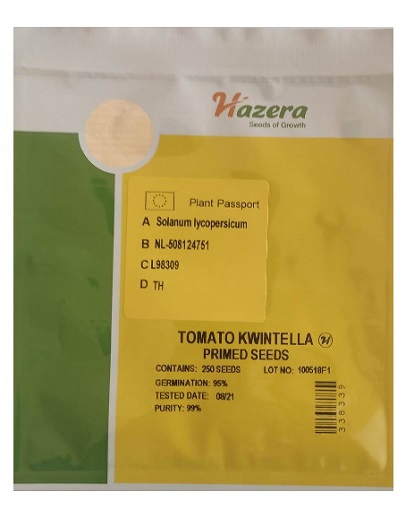 Hazera
Seeds of Growth
Plant Passport
A Solanum lycopersicum
B NL-508124751
C L98309
D TH
TOMATO KWINTELLA H
PRIMED SEEDS
CONTAINS: 250 SEEDS LOT NO: 100518F1
GERMINATION: 95%
TESTED DATE: 08/21
PURITY: 99%
338339